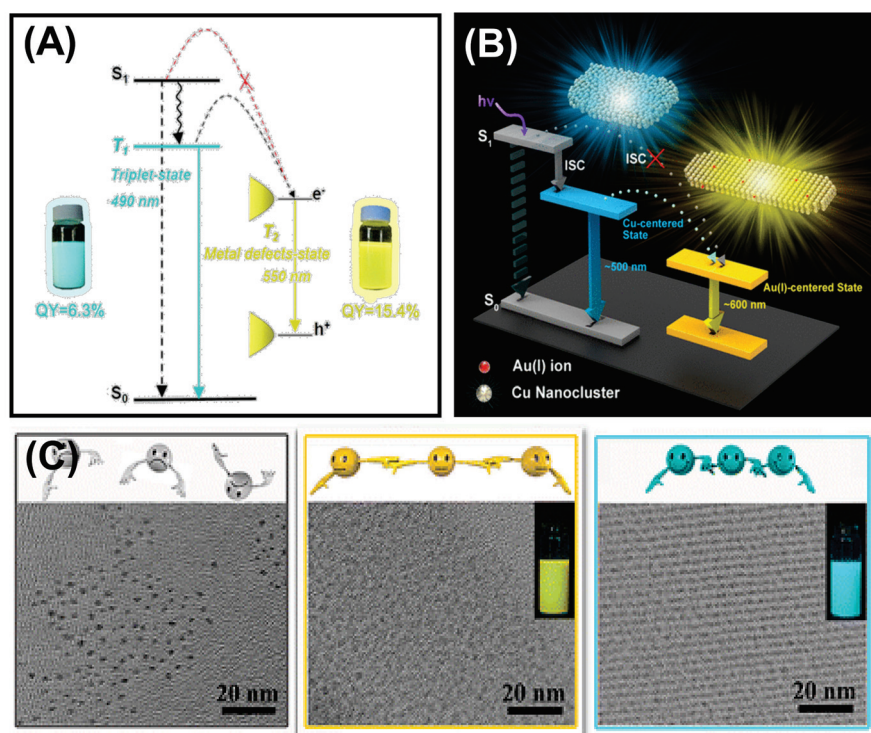 (A)
S1
T1
Triplet-state
490 nm
e-
T2
Metal defects state
550 nm
QY=6.3%
QY=15.4%
h+
S0
(B)
hν
S1
ISC
ISC
Cu-centered
State
~500 nm
Au(I)-centered State
~600 nm
S0
Au(I) ion
Cu Nanocluster
(C)
20 nm
20 nm
20 nm